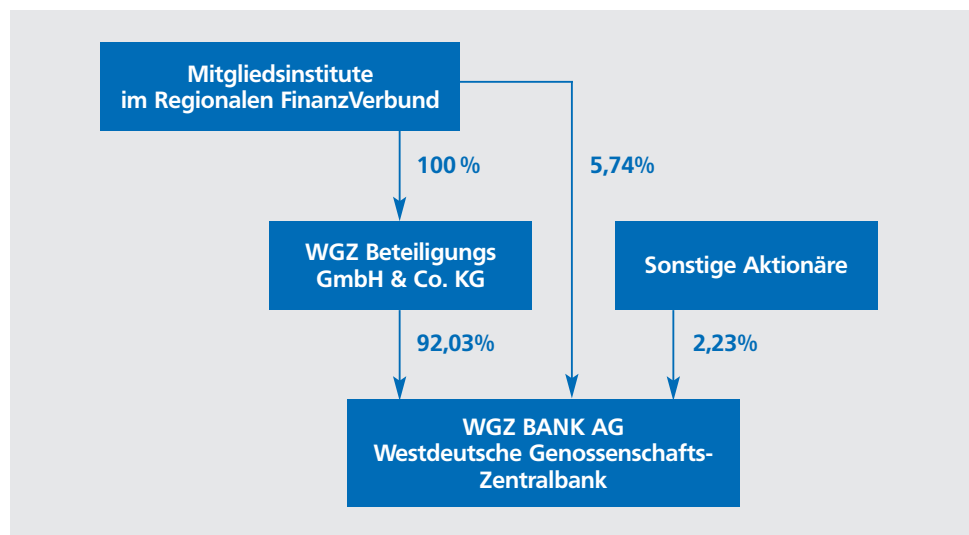 Mitgliedsinstitute
im Regionalen FinanzVerbund
100 %
5,74%
WGZ Beteiligungs
GmbH & Co. KG
Sonstige Aktionäre
92,03%
2,23%
WGZ BANK AG
Westdeutsche Genossenschafts-
Zentralbank